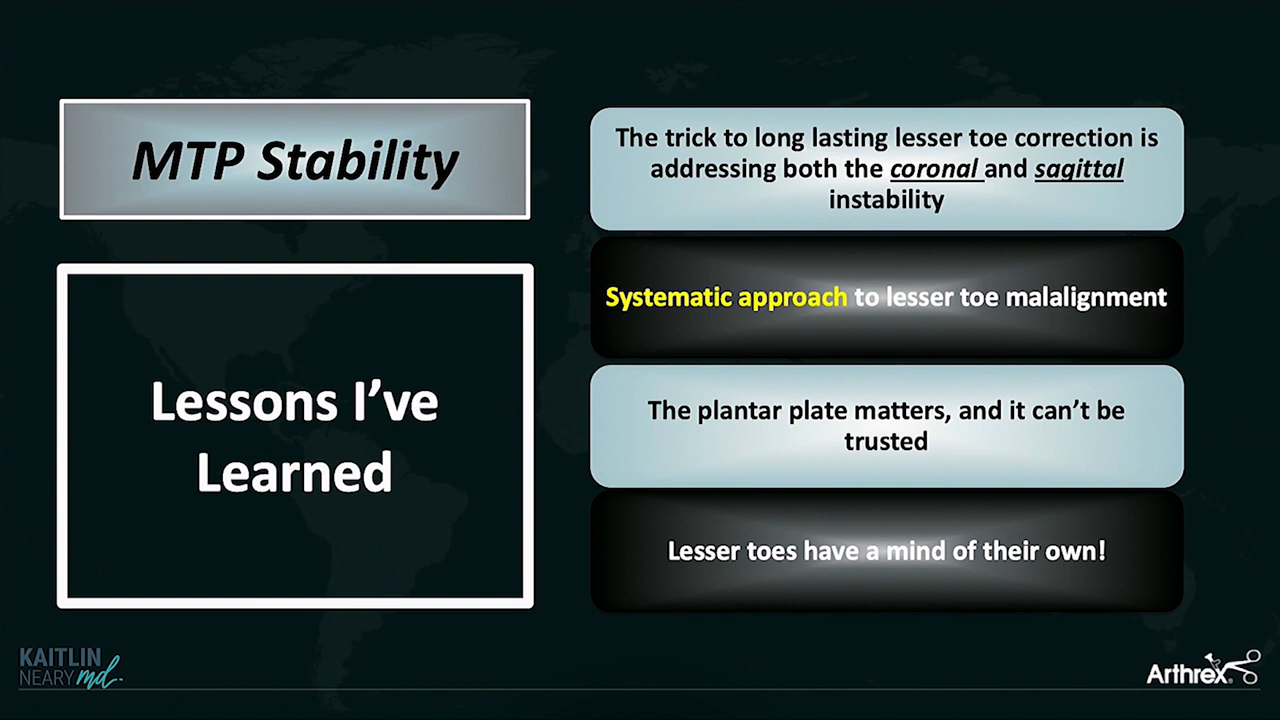 MTP Stability
Lessons I’ve
Learned
The trick to long lasting lesser toe correction is
addressing both the coronal and sagittal
instability
Systematic approach to lesser toe malalignment
The plantar plate matters, and it can’t be
trusted
Lesser toes have a mind of their own!
KAITLIN
NEARY md.
Arthrex®